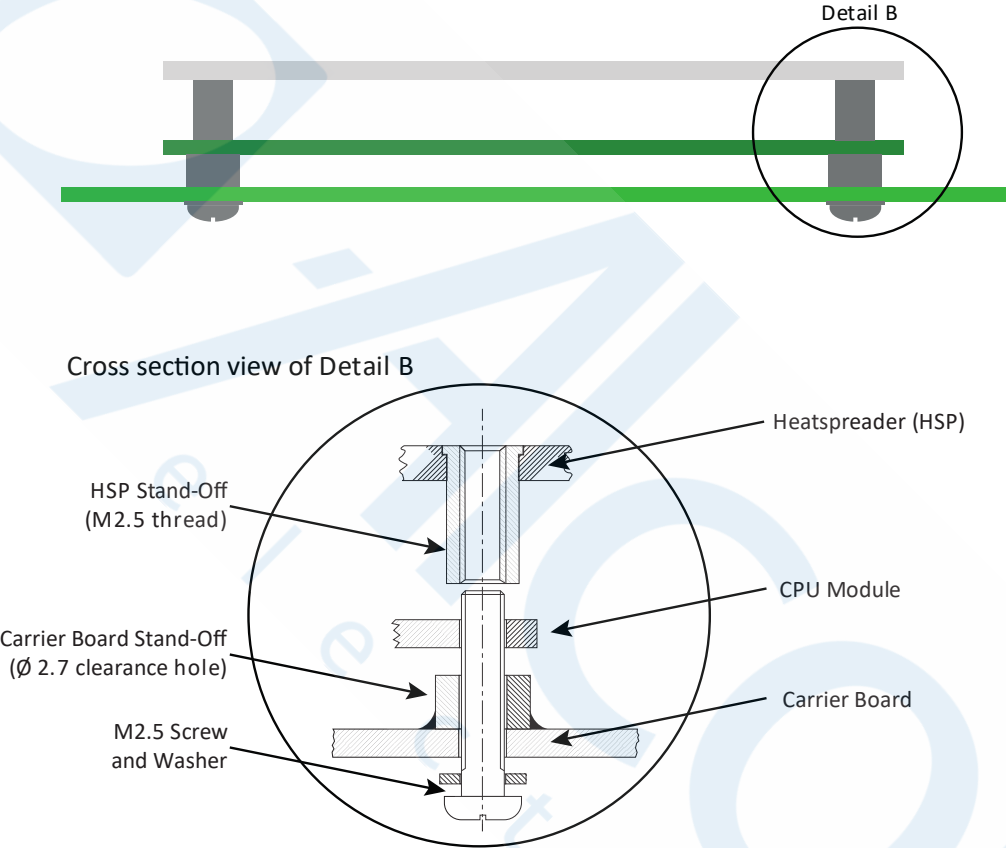 Detail B
Cross section view of Detail B
Heatspreader (HSP)
HSP Stand-Off
(M2.5 thread)
CPU Module
Carrier Board Stand-Off
(Ø 2.7 clearance hole)
Carrier Board
M2.5 Screw
and Washer